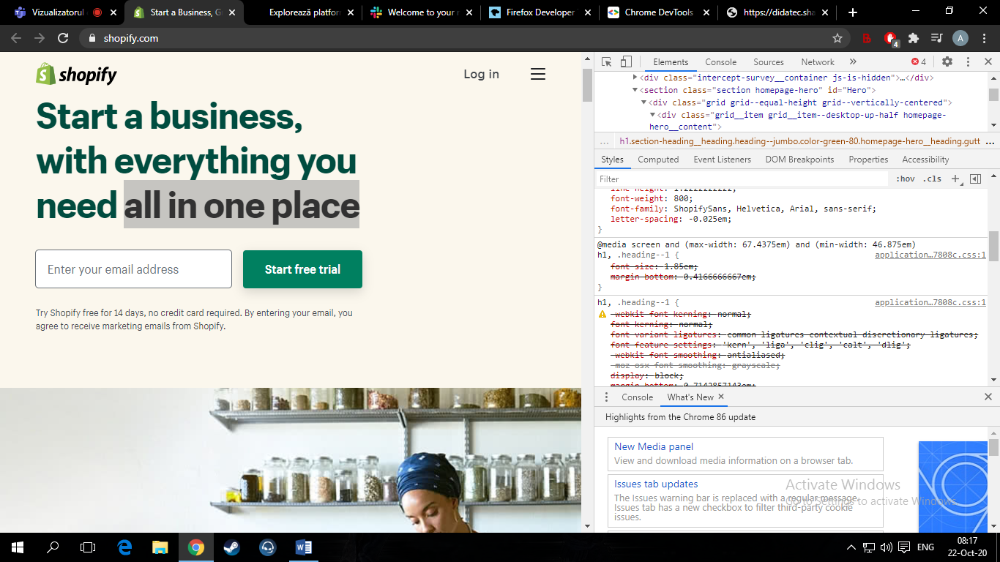 Vizualizatorul
Start a Business, G
Explorează platfor
Welcome to your n
Firefox Developer
Chrome DevTools
https://didatec.sha
shopify.com
4
A
shopify
Log in
Start a business,
with everything you
need all in one place
Enter your email address
Start free trial
Try Shopify free for 14 days, no credit card required. By entering your email, you
agree to receive marketing emails from Shopify.
Elements Console Sources Network » 4
<div class="intercept-survey__container js-is-hidden">…</div>
<section class="section homepage-hero" id="Hero">
<div class="grid grid--equal-height grid--vertically-centered">
<div class="grid__item grid__item--desktop-up-half homepage-
hero__content">
... h1.section-heading__heading.heading--jumbo.color-green-80.homepage-hero__heading.gutt ...
Styles Computed Event Listeners DOM Breakpoints Properties Accessibility
Filter :hov .cls +
line-height: 1.2222222222;
font-weight: 800;
font-family: ShopifySans, Helvetica, Arial, sans-serif;
letter-spacing: -0.025em;
}
@media screen and (max-width: 67.4375em) and (min-width: 46.875em)
h1, .heading--1 { application…7808c.css:1
font-size: 1.85em;
margin-bottom: 0.4166666667em;
}
h1, .heading--1 { application…7808c.css:1
-webkit-font-kerning: normal;
font-kerning: normal;
font-variant-ligatures: common-ligatures contextual discretionary-ligatures;
font-feature-settings: 'kern', 'liga', 'clig', 'calt', 'dlig';
-webkit-font-smoothing: antialiased;
-moz-osx-font-smoothing: grayscale;
display: block;
margin-bottom: 0.7142857143em;
Console What's New
Highlights from the Chrome 86 update
New Media panel
View and download media information on a browser tab.
Issues tab updates
The Issues warning bar is replaced with a regular message.
Issues tab has a new checkbox to filter third-party cookie
issues.
Activate Windows
Go to Settings to activate Windows.
ENG
08:17
22-Oct-20